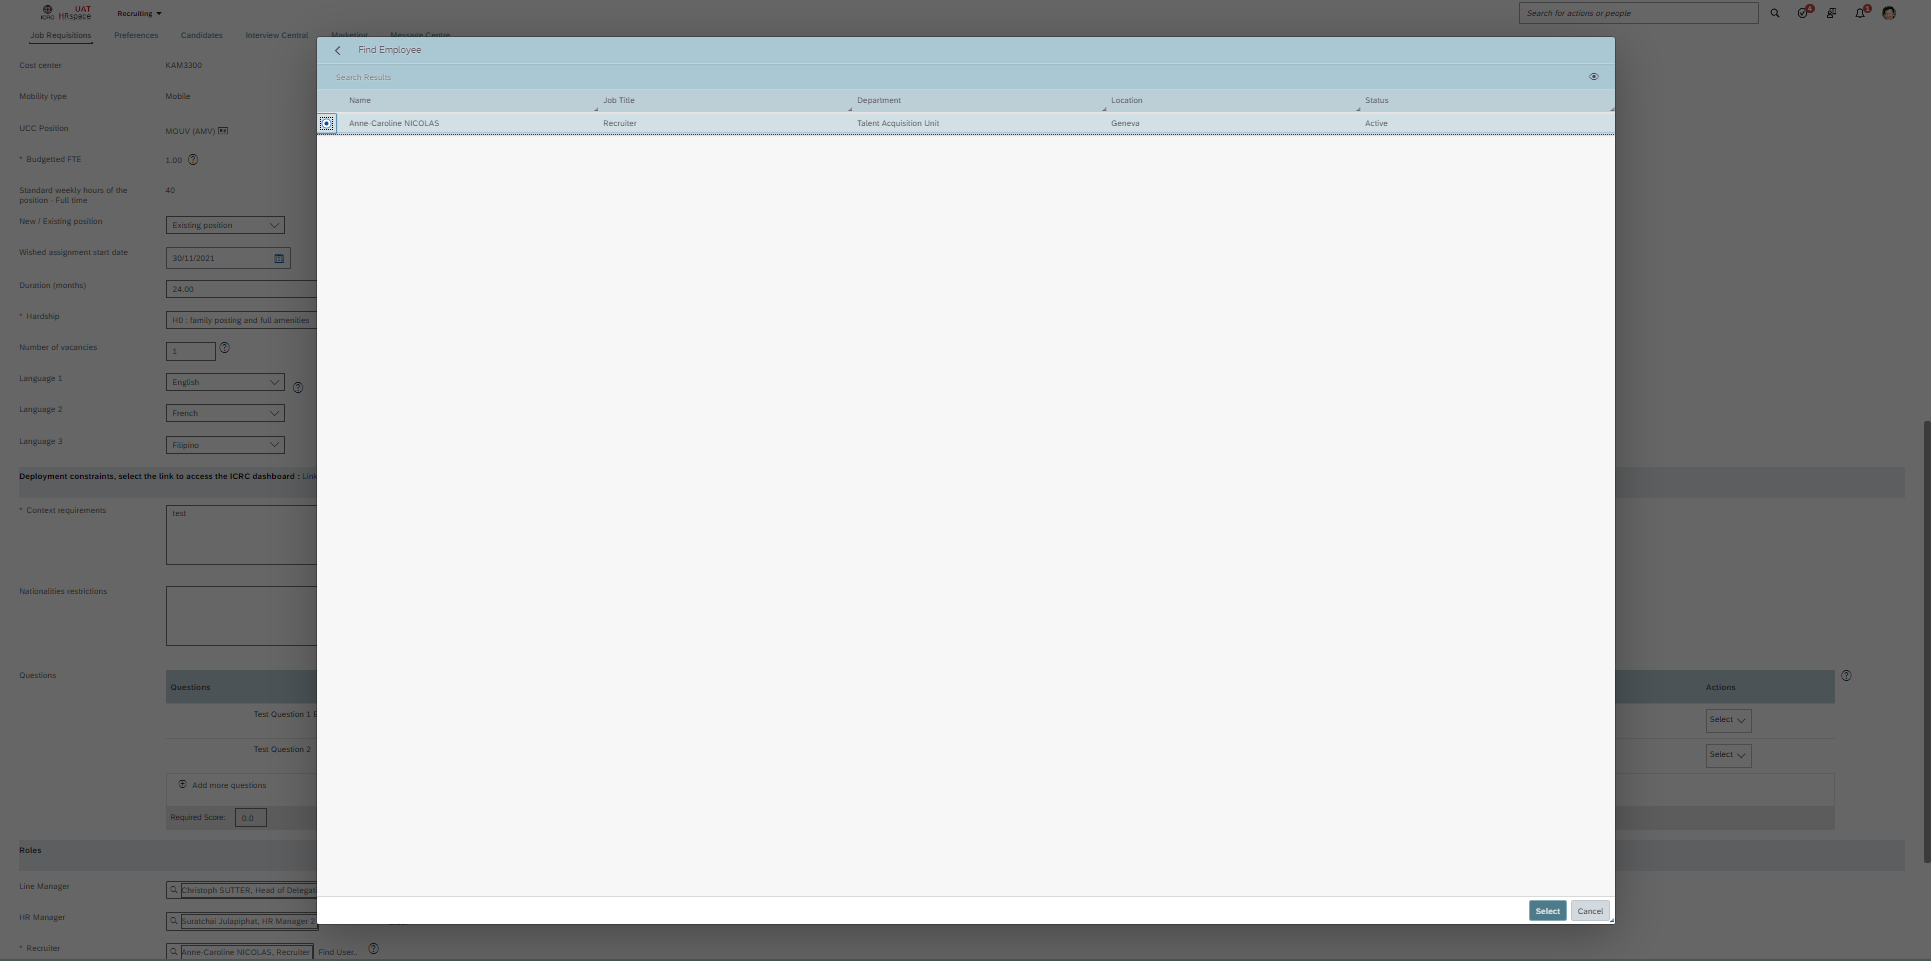 ICRC UAT HRspace
Recruiting
Search for actions or people
4
1
Job Requisitions Preferences Candidates Interview Central Marketing Message Centre
Find Employee
Search Results
Name Job Title Department Location Status
Anne-Caroline NICOLAS Recruiter Talent Acquisition Unit Geneva Active
Cost center KAM3300
Mobility type Mobile
UCC Position MOUV (AMV)
* Budgetted FTE 1.00
Standard weekly hours of the position - Full time 40
New / Existing position Existing position
Wished assignment start date 30/11/2021
Duration (months) 24.00
* Hardship H0 : family posting and full amenities
Number of vacancies 1
Language 1 English
Language 2 French
Language 3 Filipino
Deployment constraints, select the link to access the ICRC dashboard : Link
* Context requirements test
Nationalities restrictions
Questions Questions Actions
Test Question 1 Select
Test Question 2 Select
Add more questions
Required Score: 0.0
Roles
Line Manager Christoph SUTTER, Head of Delegati
HR Manager Suratchai Julapiphat, HR Manager 2
Select Cancel
* Recruiter Anne-Caroline NICOLAS, Recruiter Find User..